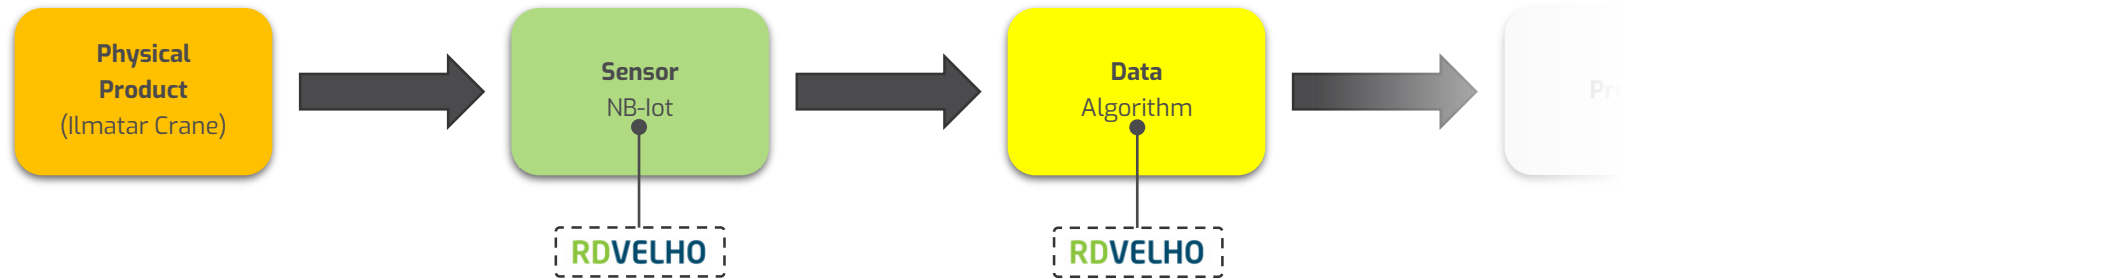 Physical
Product
(Ilmatar Crane)
Sensor
NB-Iot
Data
Algorithm
RDVELHO
RDVELHO